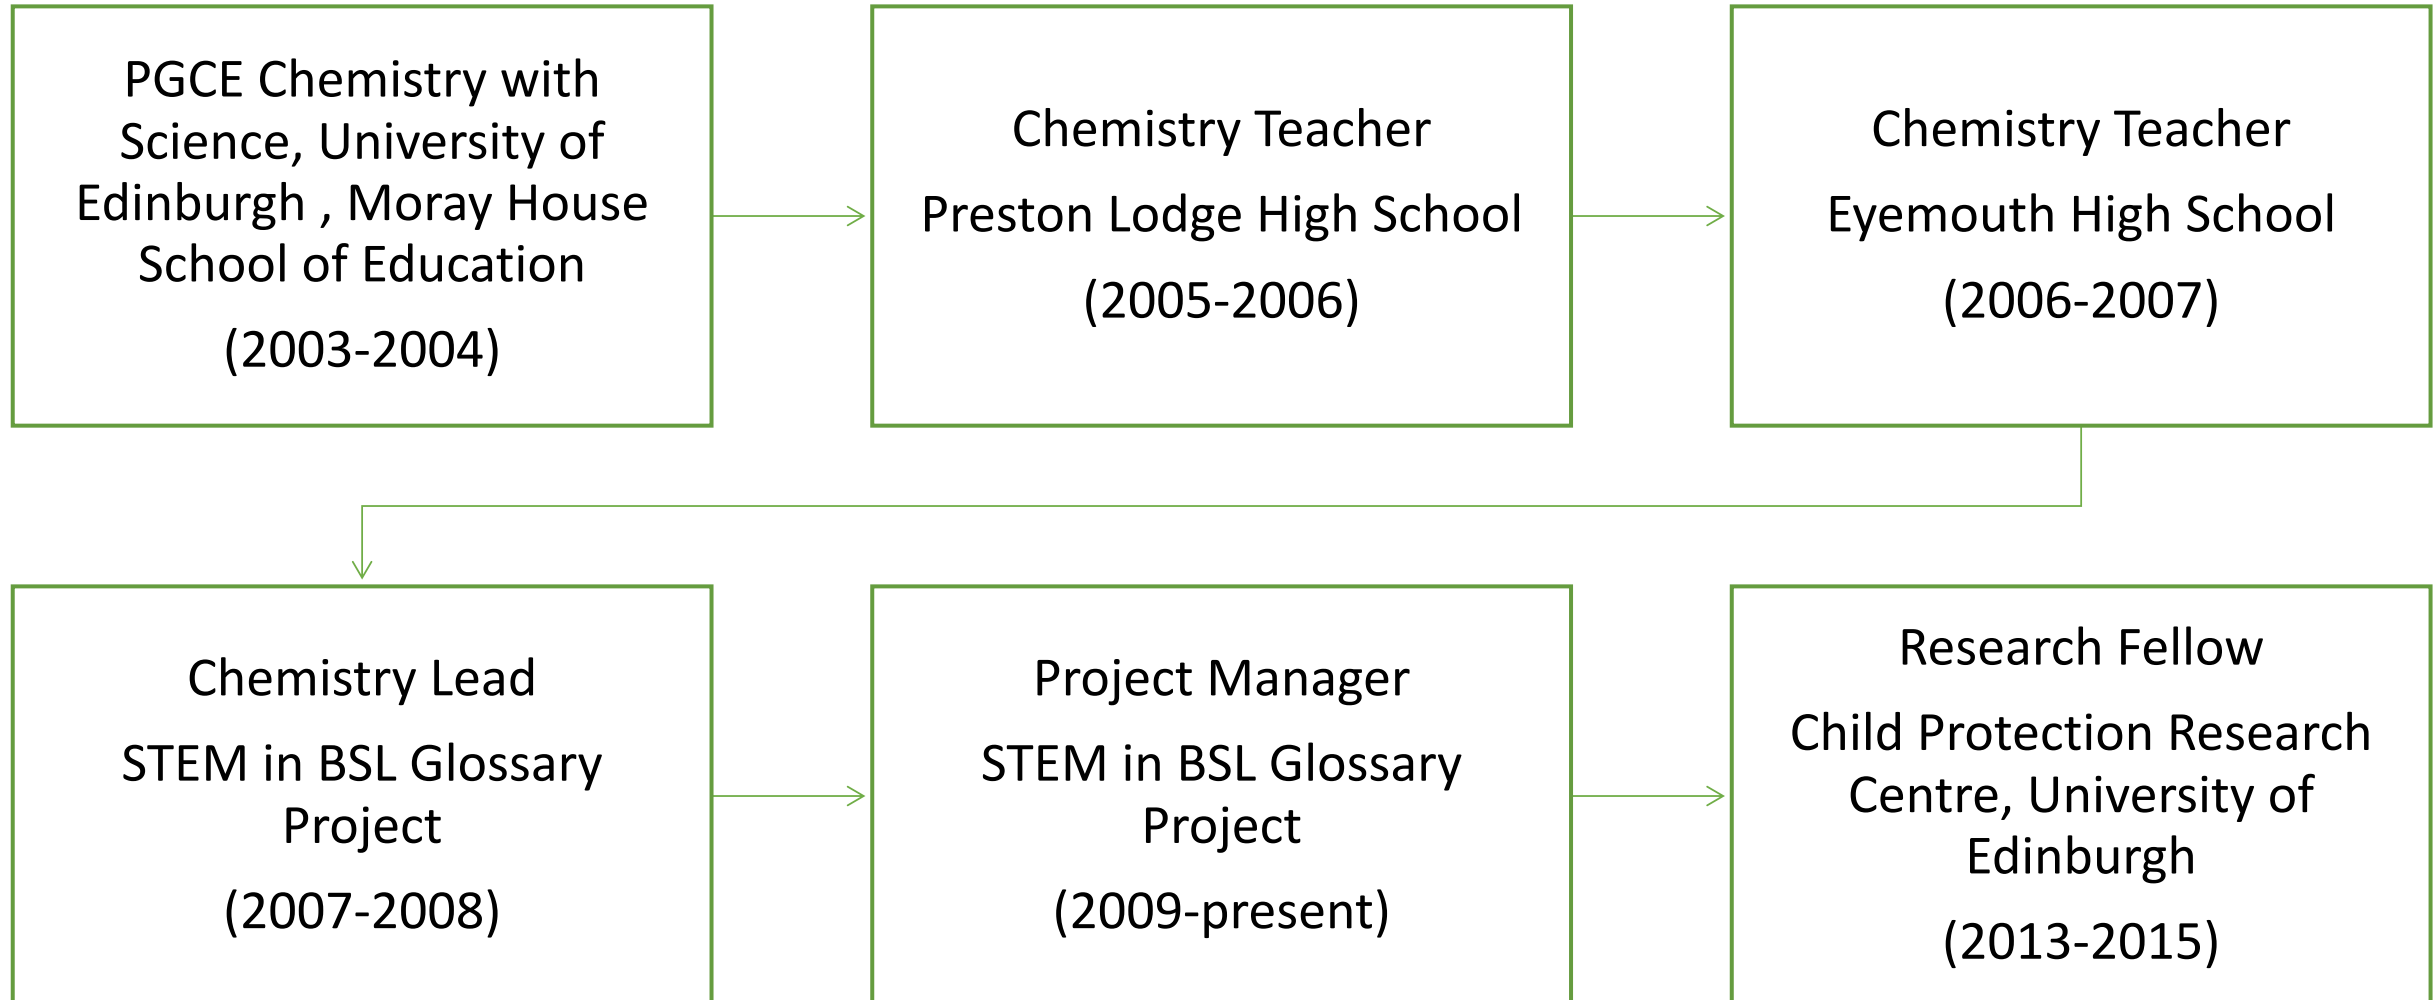 PGCE Chemistry with
Science, University of
Edinburgh , Moray House
School of Education
(2003-2004)
Chemistry Teacher
Preston Lodge High School
(2005-2006)
Chemistry Teacher
Eyemouth High School
(2006-2007)
Chemistry Lead
STEM in BSL Glossary
Project
(2007-2008)
Project Manager
STEM in BSL Glossary
Project
(2009-present)
Research Fellow
Child Protection Research
Centre, University of
Edinburgh
(2013-2015)